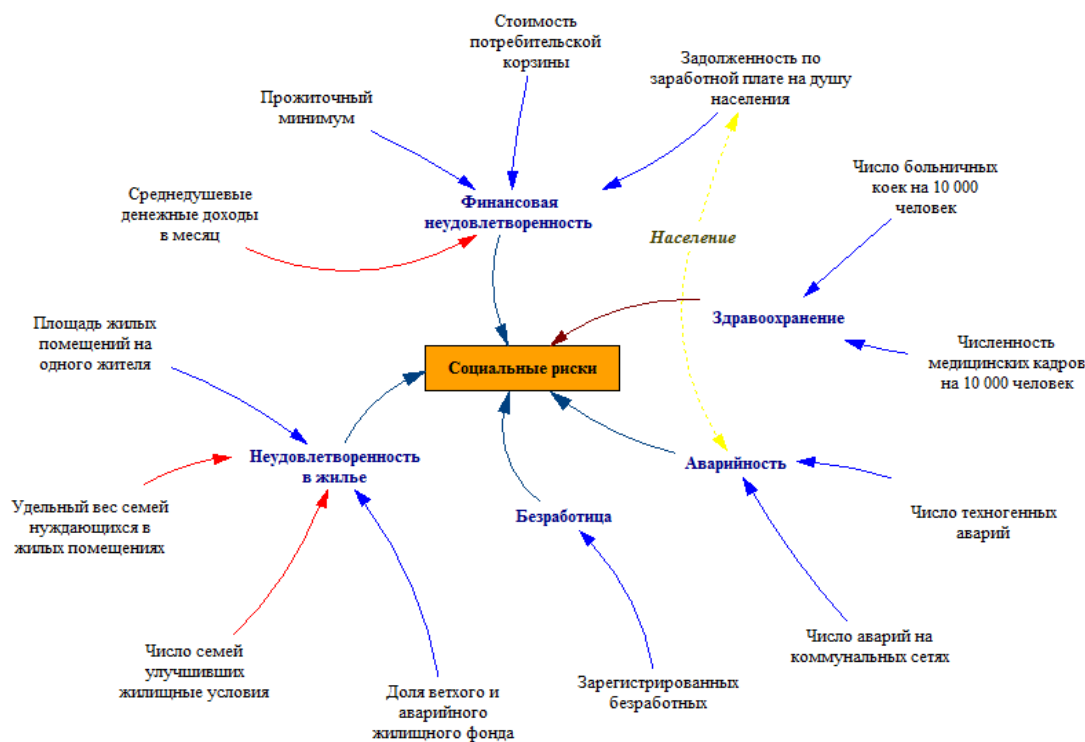 Стоимость
потребительской
корзины
Задолженность по
заработной плате на душу
населения
Прожиточный
минимум
Число больничных
коек на 10 000
человек
Среднедушевые
денежные доходы
в месяц
Финансовая
неудовлетворенность
Население
Здравоохранение
Площадь жилых
помещений на
одного жителя
Социальные риски
Численность
медицинских кадров
на 10 000 человек
Неудовлетворенность
в жилье
Аварийность
Удельный вес семей
нуждающихся в
жилых помещениях
Безработица
Число техногенных
аварий
Число семей
улучшивших
жилищные условия
Доля ветхого и
аварийного
жилищного фонда
Зарегистрированных
безработных
Число аварий на
коммунальных сетях